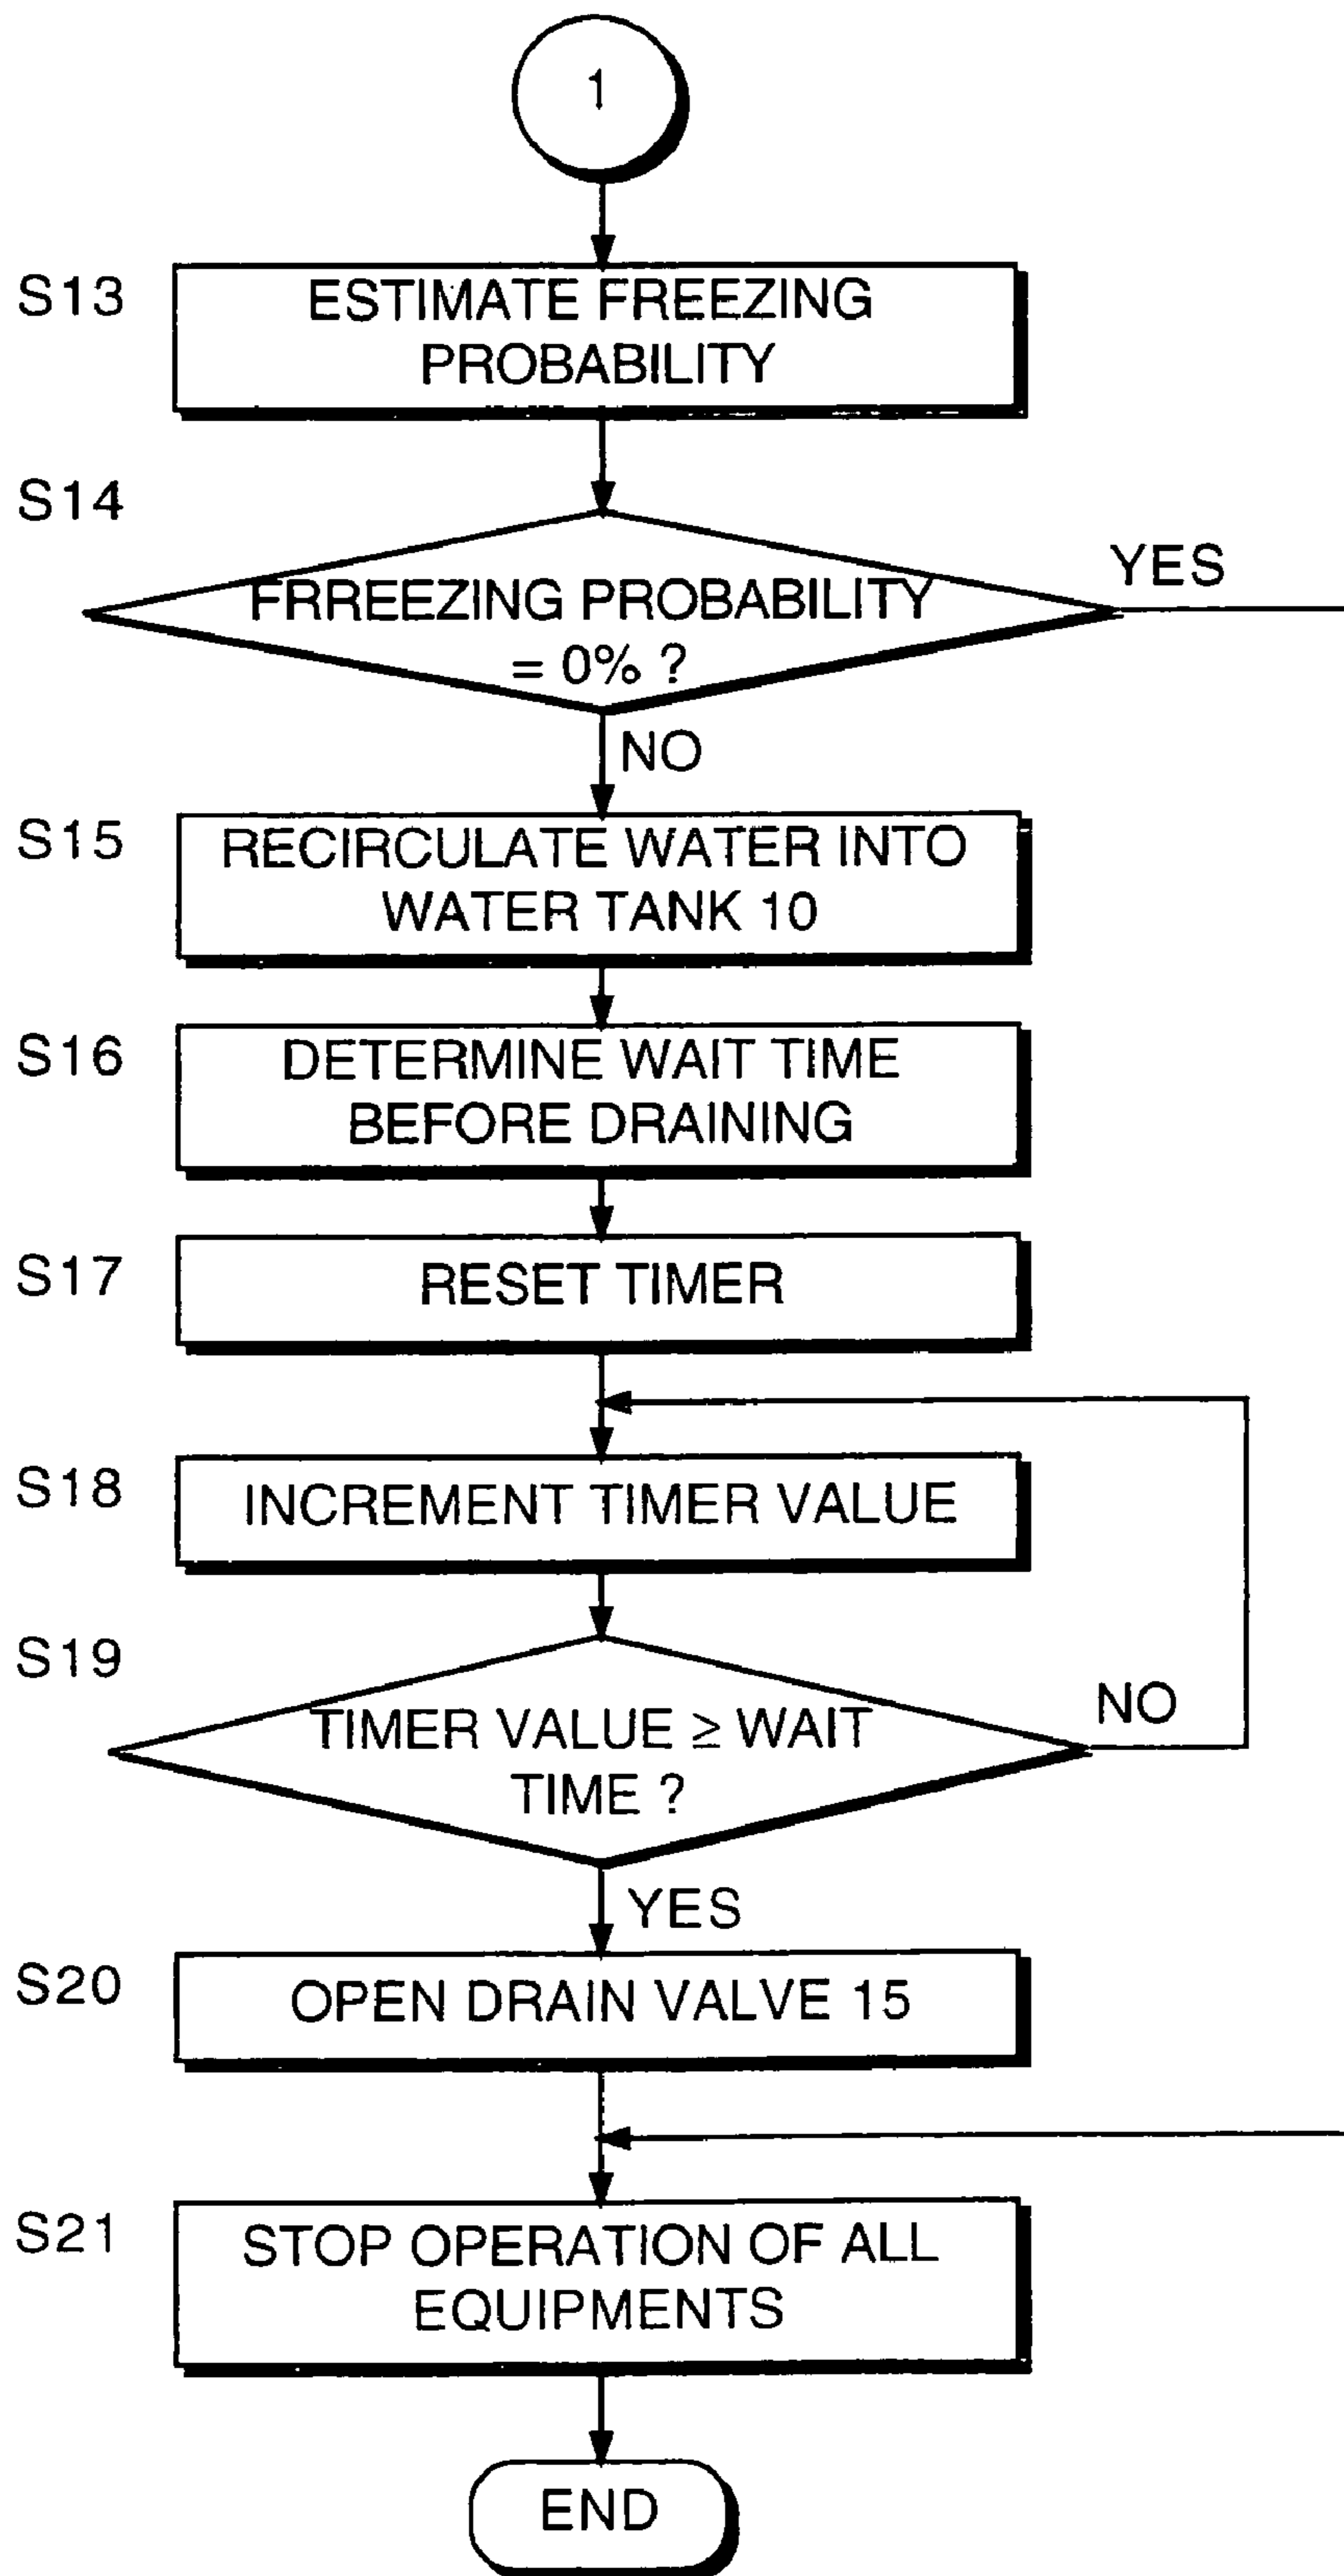 1
S13
ESTIMATE FREEZING
PROBABILITY
S14
FRREEZING PROBABILITY
= 0% ?
YES
NO
S15
RECIRCULATE WATER INTO
WATER TANK 10
S16
DETERMINE WAIT TIME
BEFORE DRAINING
S17
RESET TIMER
S18
INCREMENT TIMER VALUE
S19
TIMER VALUE ≥ WAIT
TIME ?
NO
YES
S20
OPEN DRAIN VALVE 15
S21
STOP OPERATION OF ALL
EQUIPMENTS
END